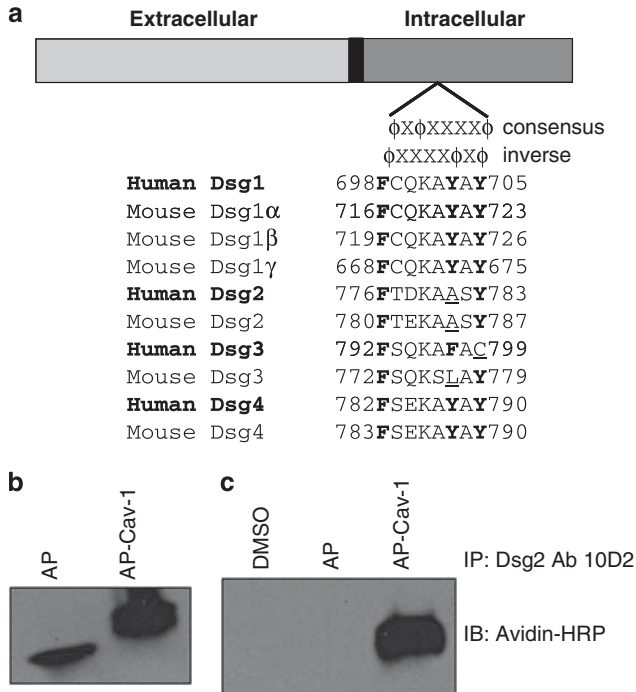 a
Extracellular Intracellular
ϕXϕXXXXϕ consensus
ϕXXXXϕXϕ inverse
Human Dsg1 698FCQKAYAY705
Mouse Dsg1α 716FCQKAYAY723
Mouse Dsg1β 719FCQKAYAY726
Mouse Dsg1γ 668FCQKAYAY675
Human Dsg2 776FTDKAASY783
Mouse Dsg2 780FTEKAASY787
Human Dsg3 792FSQKAFAC799
Mouse Dsg3 772FSQKSLAY779
Human Dsg4 782FSEKAYAY790
Mouse Dsg4 783FSEKAYAY790
b
AP
AP-Cav-1
c
DMSO
AP
AP-Cav-1
IP: Dsg2 Ab 10D2
IB: Avidin-HRP